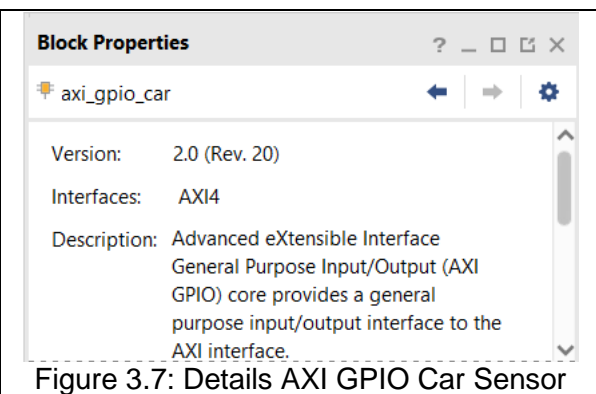 Block Properties
axi_gpio_car
Version: 2.0 (Rev. 20)
Interfaces: AXI4
Description: Advanced eXtensible Interface
General Purpose Input/Output (AXI
GPIO) core provides a general
purpose input/output interface to the
AXI interface.
Figure 3.7: Details AXI GPIO Car Sensor